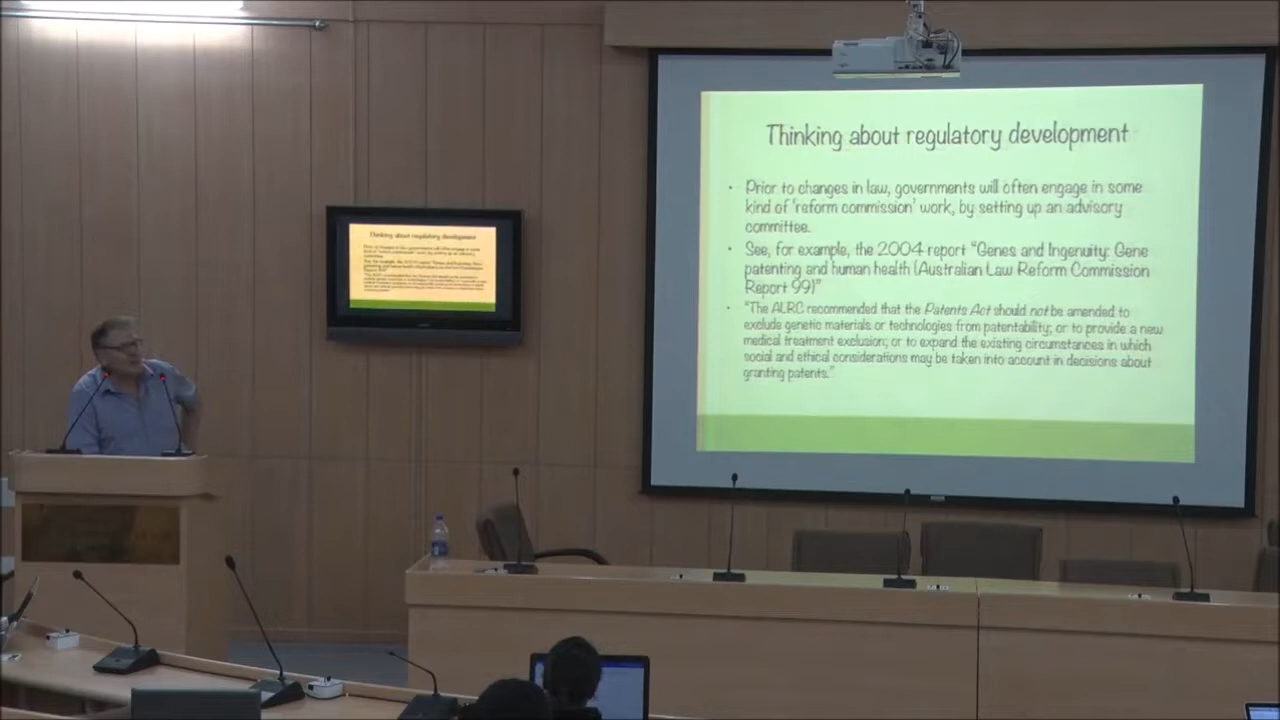 Thinking about regulatory development
• Prior to changes in law, governments will often engage in some
kind of 'reform commission' work, by setting up an advisory
committee.
• See, for example, the 2004 report "Genes and Ingenuity: Gene
patenting and human health (Australian Law Reform Commission
Report 99)"
• "The ALRC recommended that the Patents Act should not be amended to
exclude genetic materials or technologies from patentability; or to provide a new
medical treatment exclusion; or to expand the existing circumstances in which
social and ethical considerations may be taken into account in decisions about
granting patents."
Thinking about regulatory development